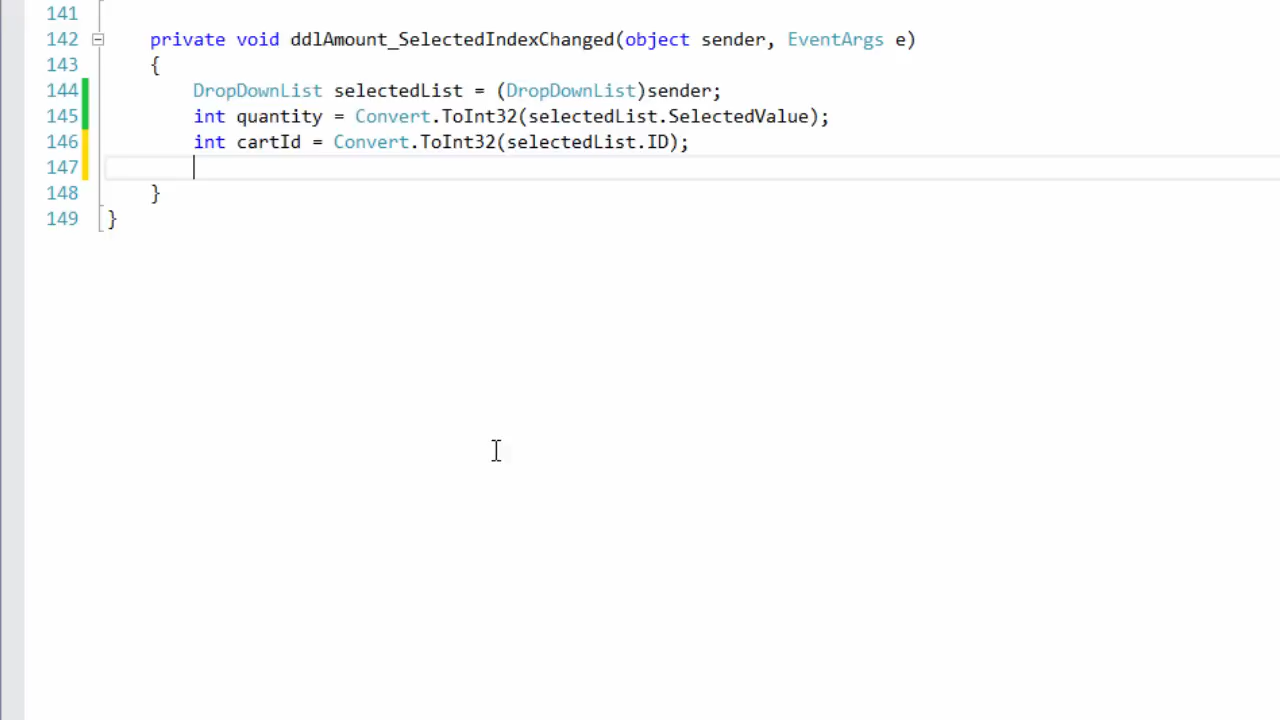 141
142 private void ddlAmount_SelectedIndexChanged(object sender, EventArgs e)
143 {
144 DropDownList selectedList = (DropDownList)sender;
145 int quantity = Convert.ToInt32(selectedList.SelectedValue);
146 int cartId = Convert.ToInt32(selectedList.ID);
147
148 }
149 }